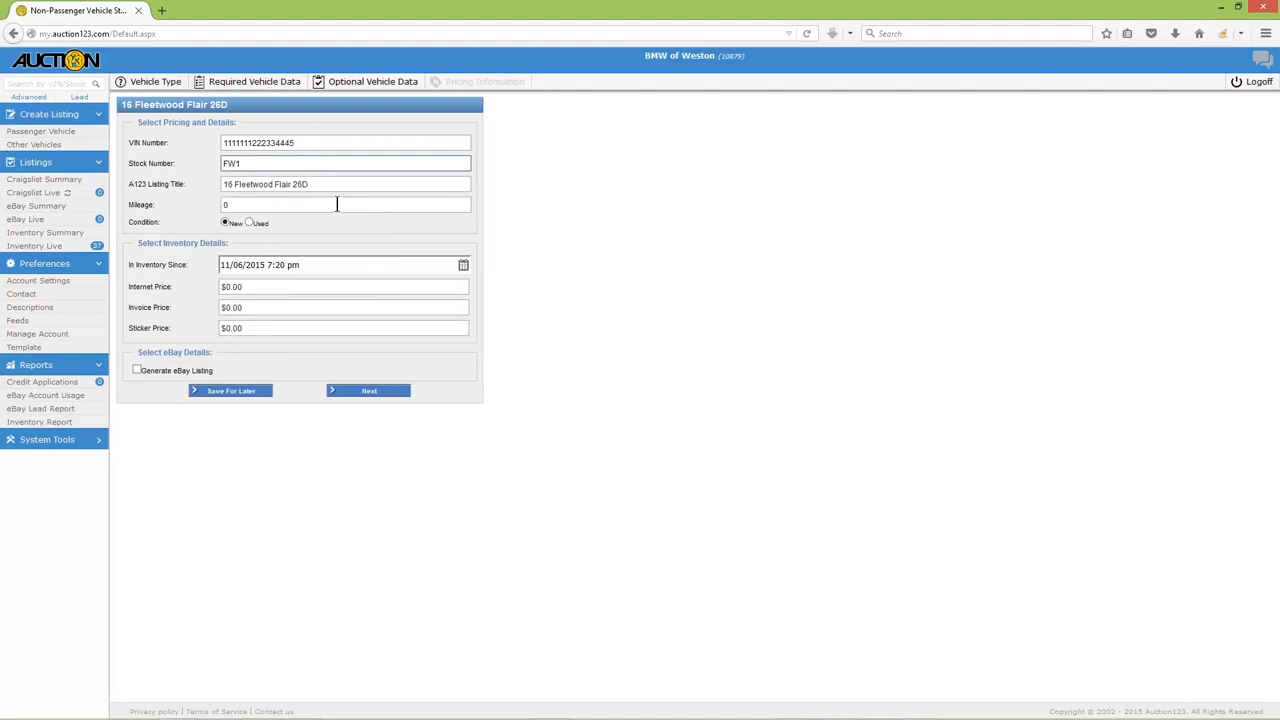 Non-Passenger Vehicle St...
my.auction123.com/Default.aspx
Search
AUCTION
BMW of Weston (10879)
Search by VIN/Stock
Advanced Lead
Vehicle Type Required Vehicle Data Optional Vehicle Data Pricing Information Logoff
Create Listing
Passenger Vehicle
Other Vehicles
Listings
Craigslist Summary
Craigslist Live 0
eBay Summary
eBay Live 0
Inventory Summary
Inventory Live 37
Preferences
Account Settings
Contact
Descriptions
Feeds
Manage Account
Template
Reports
Credit Applications 0
eBay Account Usage
eBay Lead Report
Inventory Report
System Tools
16 Fleetwood Flair 26D
Select Pricing and Details:
VIN Number: 1111111222334445
Stock Number: FW1
A123 Listing Title: 16 Fleetwood Flair 26D
Mileage: 0
Condition: New Used
Select Inventory Details:
In Inventory Since: 11/06/2015 7:20 pm
Internet Price: $0.00
Invoice Price: $0.00
Sticker Price: $0.00
Select eBay Details:
Generate eBay Listing
Save For Later Next
Privacy policy | Terms of Service | Contact us
Copyright © 2002 - 2015 Auction123. All Rights Reserved